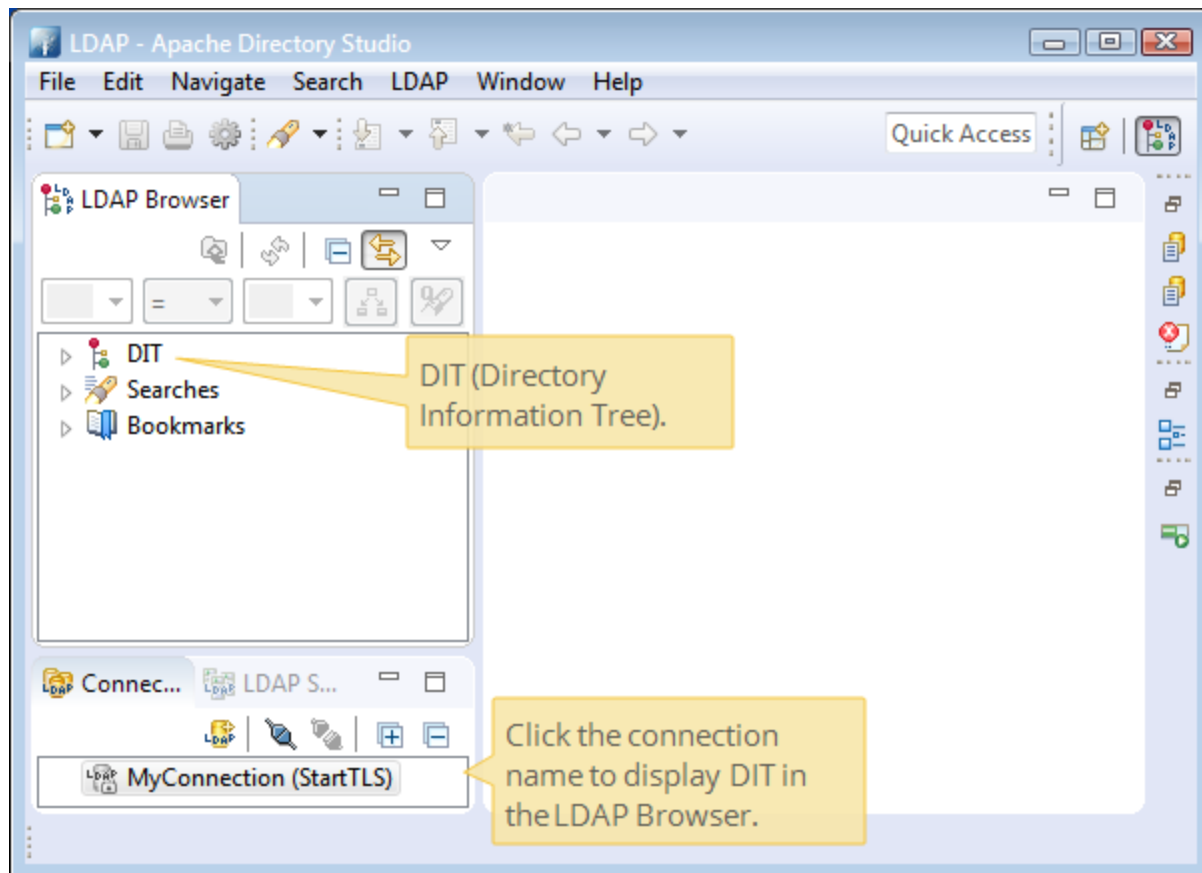 LDAP - Apache Directory Studio
File Edit Navigate Search LDAP Window Help
Quick Access
LDAP Browser
=
DIT
Searches
Bookmarks
DIT (Directory
Information Tree).
Connec... LDAP S...
MyConnection (StartTLS)
Click the connection
name to display DIT in
the LDAP Browser.